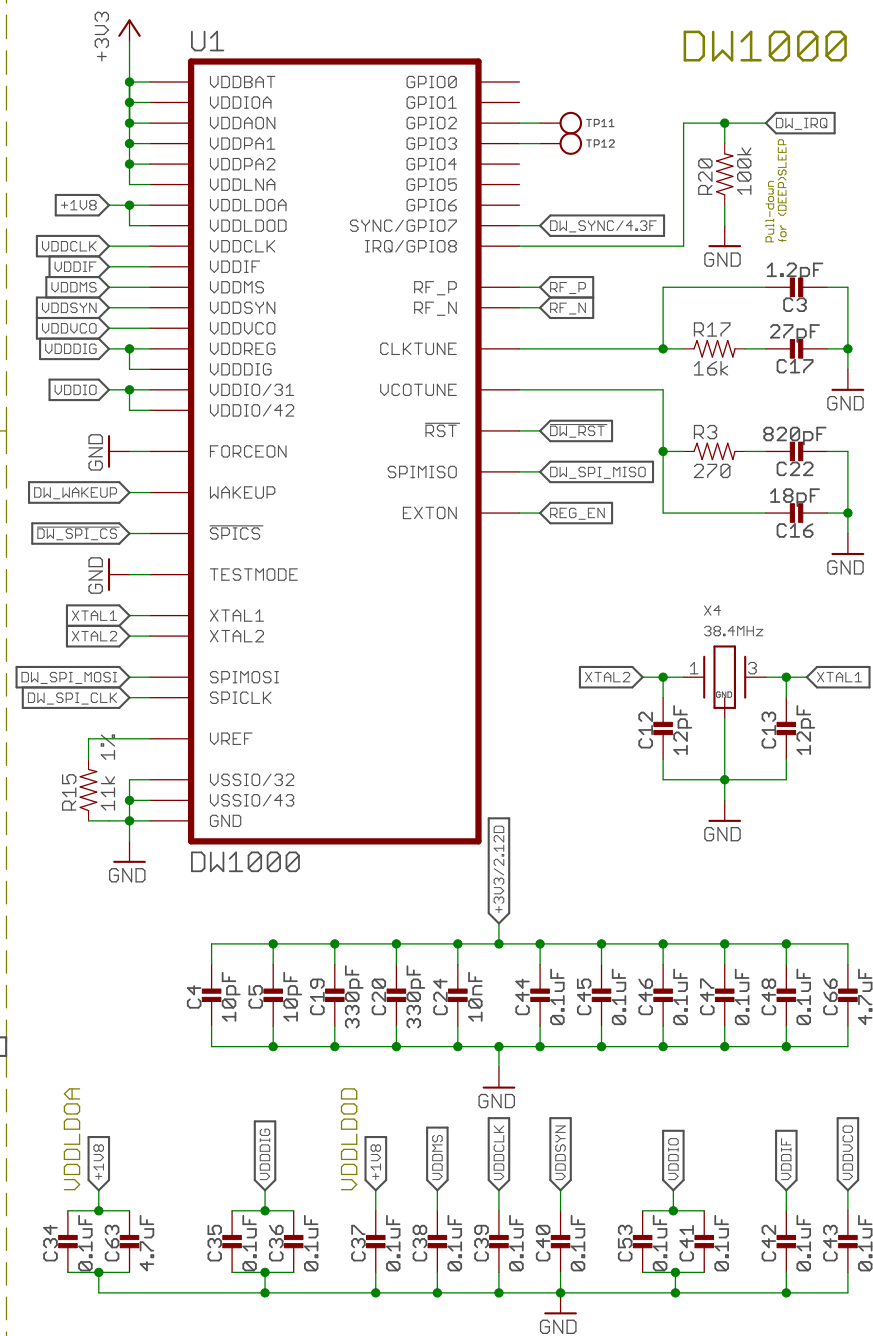 +3V3
U1
DW1000
VDDBAT
VDDIOA
VDDAON
VDDPA1
VDDPA2
VDDLNA
VDDLDOA
VDDLDOD
VDDCLK
VDDIF
VDDMS
VDDSYN
VDDVCO
VDDREG
VDDDIG
VDDIO/31
VDDIO/42
FORCEON
WAKEUP
SPICS
TESTMODE
XTAL1
XTAL2
SPIMOSI
SPICLK
VREF
VSSIO/32
VSSIO/43
GND
GPIO0
GPIO1
GPIO2
GPIO3
GPIO4
GPIO5
GPIO6
SYNC/GPIO7
IRQ/GPIO8
RF_P
RF_N
CLKTUNE
VCOTUNE
RST
SPIMISO
EXTON
DW1000
+1V8
VDDCLK
VDDIF
VDDMS
VDDSYN
VDDVCO
VDDDIG
VDDIO
GND
DW_WAKEUP
DW_SPI_CS
GND
XTAL1
XTAL2
DW_SPI_MOSI
DW_SPI_CLK
R15
11k 1%
GND
TP11
TP12
DW_SYNC/4.3F
RF_P
RF_N
DW_RST
DW_SPI_MISO
REG_EN
DW_IRQ
R20
100k
Pull-down
for (DEEP)SLEEP
GND
1.2pF
C3
R17
16k
27pF
C17
GND
R3
270
820pF
C22
18pF
C16
GND
X4
38.4MHz
XTAL2
1
GND
3
XTAL1
C12
12pF
C13
12pF
GND
+3V3/2.12D
C4
10pF
C5
10pF
C19
330pF
C20
330pF
C24
10nF
C44
0.1uF
C45
0.1uF
C46
0.1uF
C47
0.1uF
C48
0.1uF
C66
4.7uF
GND
VDDLDOA
+1V8
VDDDIG
VDDLDOD
+1V8
VDDMS
VDDCLK
VDDSYN
VDDIO
VDDIF
VDDVCO
C34
0.1uF
C63
4.7uF
C35
0.1uF
C36
0.1uF
C37
0.1uF
C38
0.1uF
C39
0.1uF
C40
0.1uF
C53
0.1uF
C41
0.1uF
C42
0.1uF
C43
0.1uF
GND